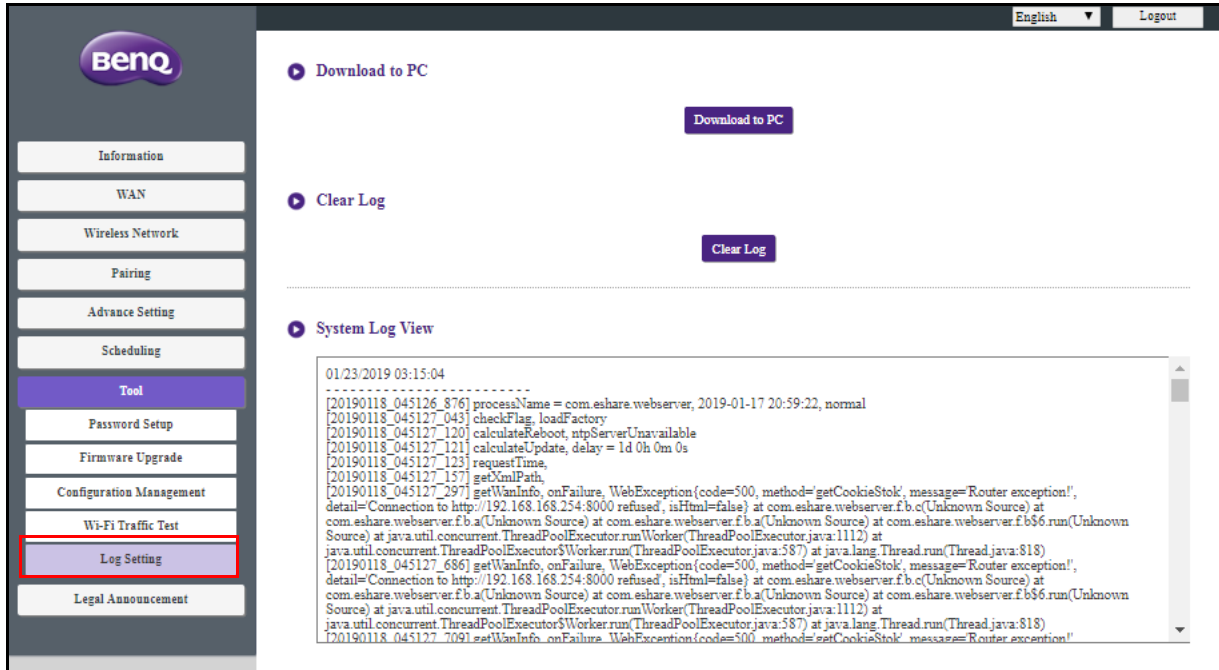 English
Logout
BenQ
Information
WAN
Wireless Network
Pairing
Advance Setting
Scheduling
Tool
Password Setup
Firmware Upgrade
Configuration Management
Wi-Fi Traffic Test
Log Setting
Legal Announcement
Download to PC
Download to PC
Clear Log
Clear Log
System Log View
01/23/2019 03:15:04
- - - - - - - - - - - - - - - - - - - - - - - - - -
[20190118_045126_876] processName = com.eshare.webserver, 2019-01-17 20:59:22, normal
[20190118_045127_043] checkFlag, loadFactory
[20190118_045127_120] calculateReboot, ntpServerUnavailable
[20190118_045127_121] calculateUpdate, delay = 1d 0h 0m 0s
[20190118_045127_123] requestTime,
[20190118_045127_157] getXmlPath,
[20190118_045127_297] getWanInfo, onFailure, WebException{code=500, method='getCookieStok', message='Router exception!',
detail='Connection to http://192.168.168.254:8000 refused', isHtml=false} at com.eshare.webserver.f.b.c(Unknown Source) at
com.eshare.webserver.f.b.a(Unknown Source) at com.eshare.webserver.f.b.a(Unknown Source) at com.eshare.webserver.f.b$6.run(Unknown
Source) at java.util.concurrent.ThreadPoolExecutor.runWorker(ThreadPoolExecutor.java:1112) at
java.util.concurrent.ThreadPoolExecutor$Worker.run(ThreadPoolExecutor.java:587) at java.lang.Thread.run(Thread.java:818)
[20190118_045127_686] getWanInfo, onFailure, WebException{code=500, method='getCookieStok', message='Router exception!',
detail='Connection to http://192.168.168.254:8000 refused', isHtml=false} at com.eshare.webserver.f.b.c(Unknown Source) at
com.eshare.webserver.f.b.a(Unknown Source) at com.eshare.webserver.f.b.a(Unknown Source) at com.eshare.webserver.f.b$6.run(Unknown
Source) at java.util.concurrent.ThreadPoolExecutor.runWorker(ThreadPoolExecutor.java:1112) at
java.util.concurrent.ThreadPoolExecutor$Worker.run(ThreadPoolExecutor.java:587) at java.lang.Thread.run(Thread.java:818)
[20190118_045127_709] getWanInfo, onFailure, WebException{code=500, method='getCookieStok', message='Router exception!',